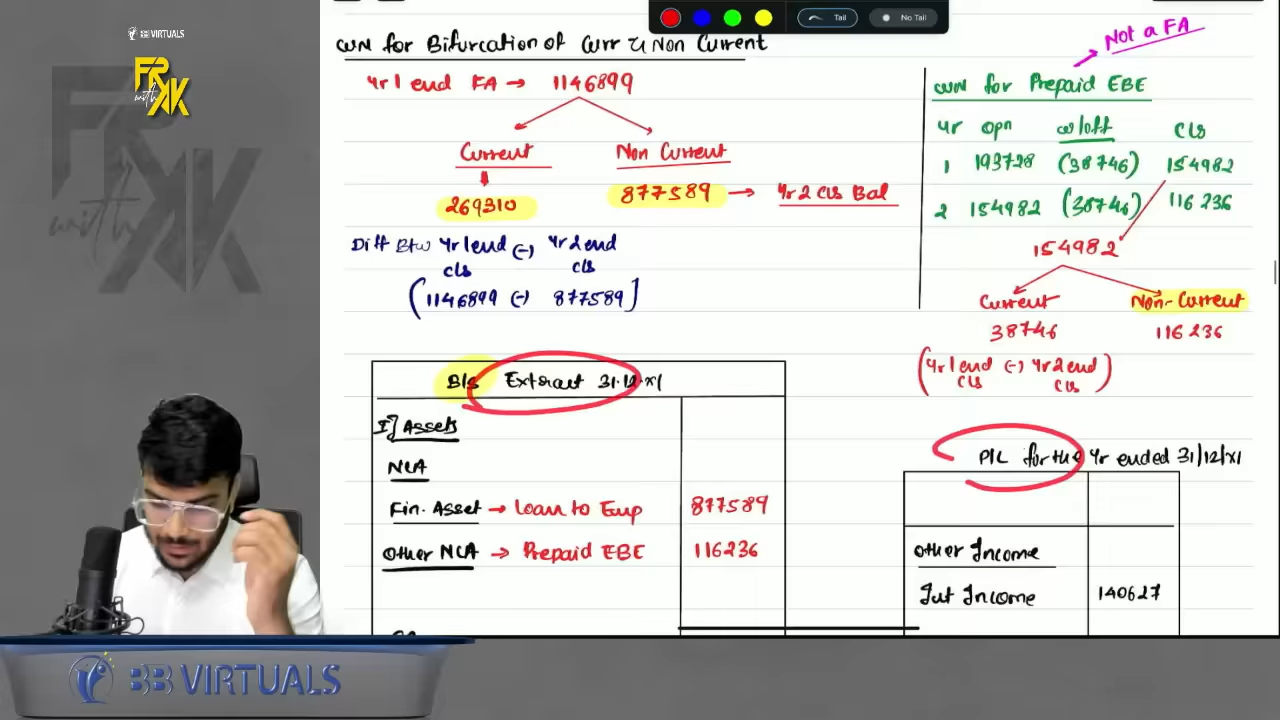 BB VIRTUALS
FR
with
AK
FR
with
AK
Tail
No Tail
WN for Bifurcation of Curr & Non Current
Yr 1 end FA → 1146899
Current
Non Current
269310
877589 → Yr 2 Cls Bal
Diff Btw Yr 1 end (-) Yr 2 end
cls cls
(1146899 (-) 877589)
Not a FA
WN for Prepaid EBE
Yr opn w/off Cls
1 193728 (38746) 154982
2 154982 (38746) 116236
154982
Current Non-Current
38746 116236
(Yr 1 end (-) Yr 2 end)
cls cls
B/S Extract 31.12.X1
I] Assets
NCA
Fin. Asset → Loan to Emp 877589
Other NCA → Prepaid EBE 116236
P/L for the Yr ended 31/12/X1
Other Income
Int Income 140627
BB VIRTUALS